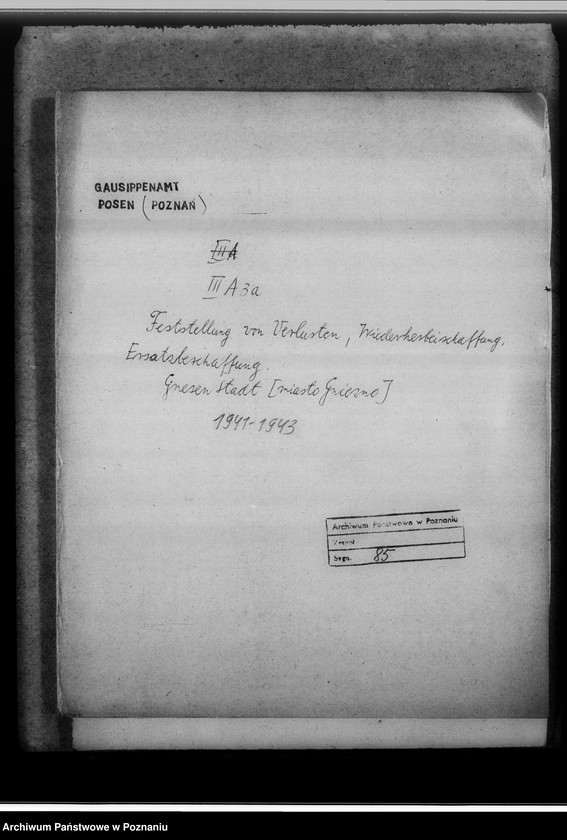 GAUSIPPENAMT
POSEN (POZNAŃ)
III A
III A 3a
Feststellung von Verlusten, Wiederherbeischaffung,
Ersatzbeschaffung.
Gnesen Stadt [miasto Gniezno]
1941-1943
Archiwum Państwowe w Poznaniu
Zespół
Sygn. 85
Archiwum Państwowe w Poznaniu